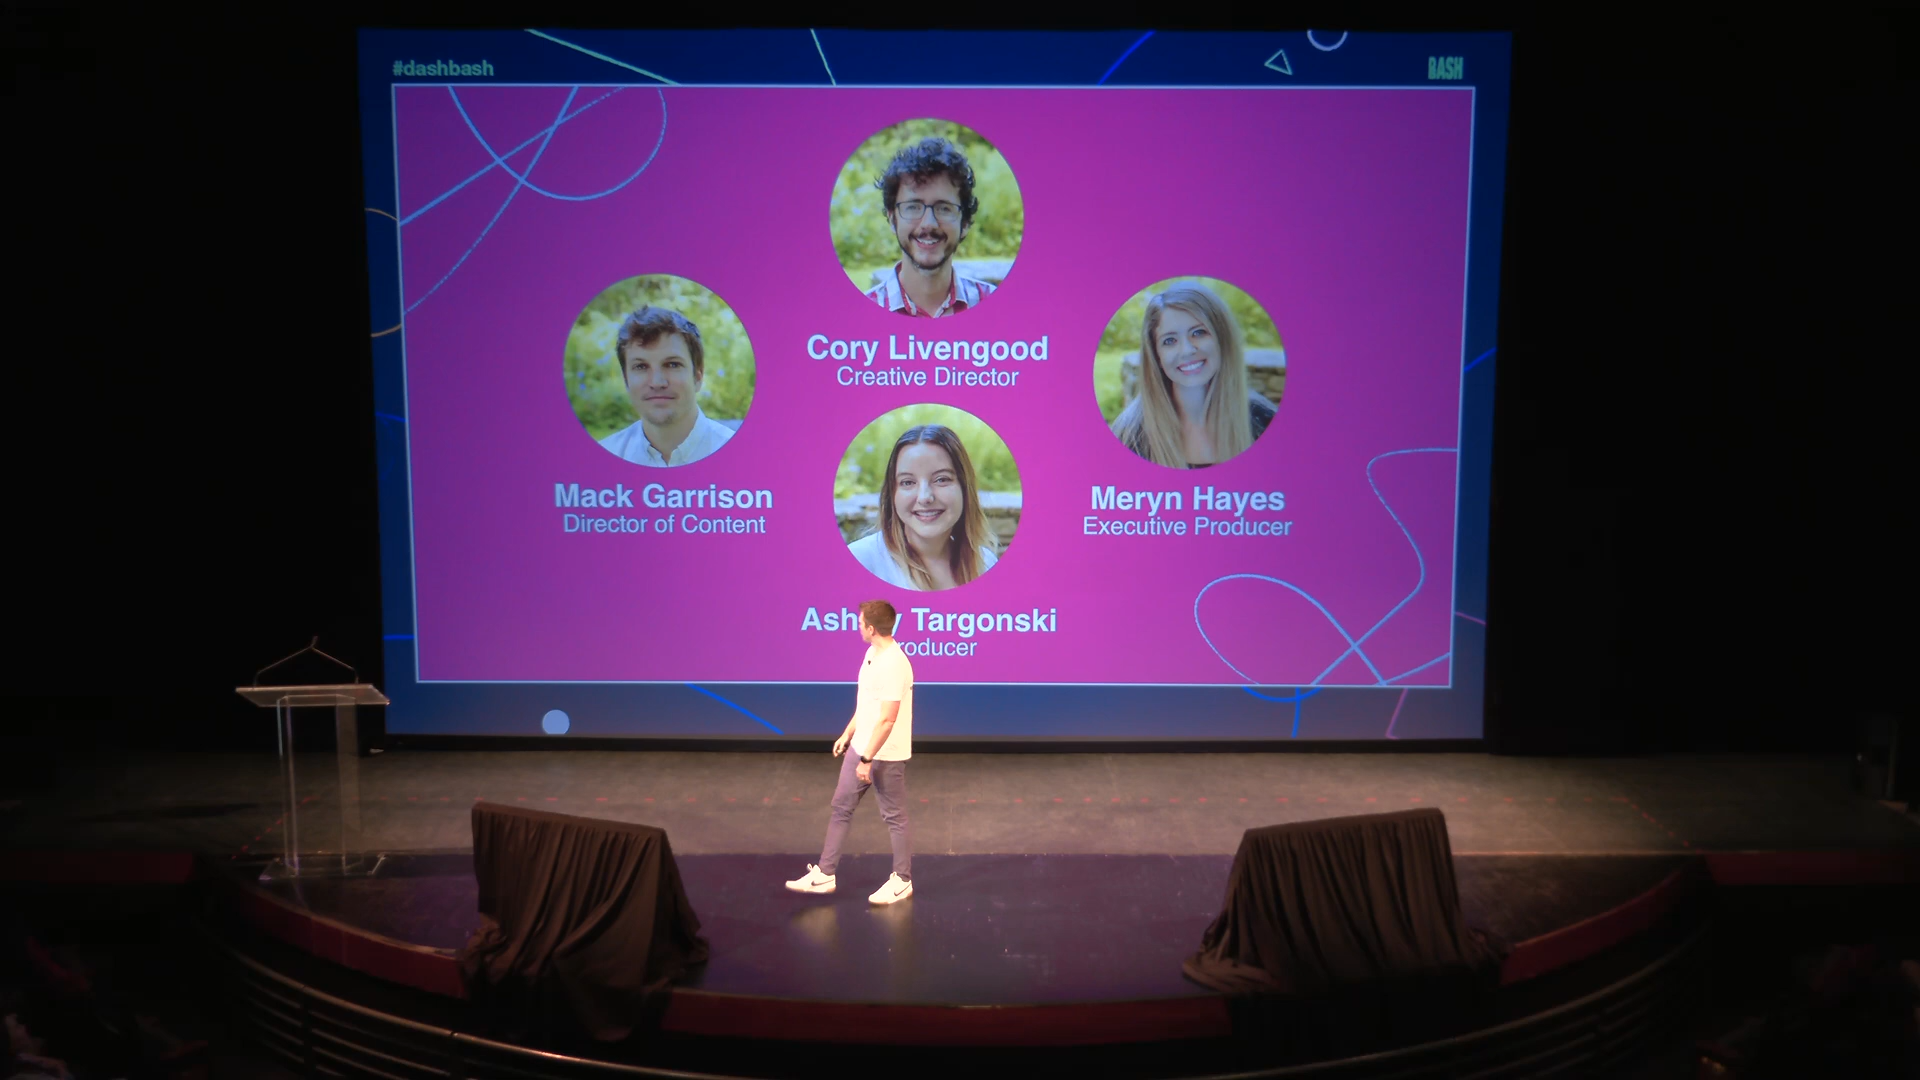 #dashbash
BASH
Cory Livengood
Creative Director
Mack Garrison
Director of Content
Meryn Hayes
Executive Producer
Targonski